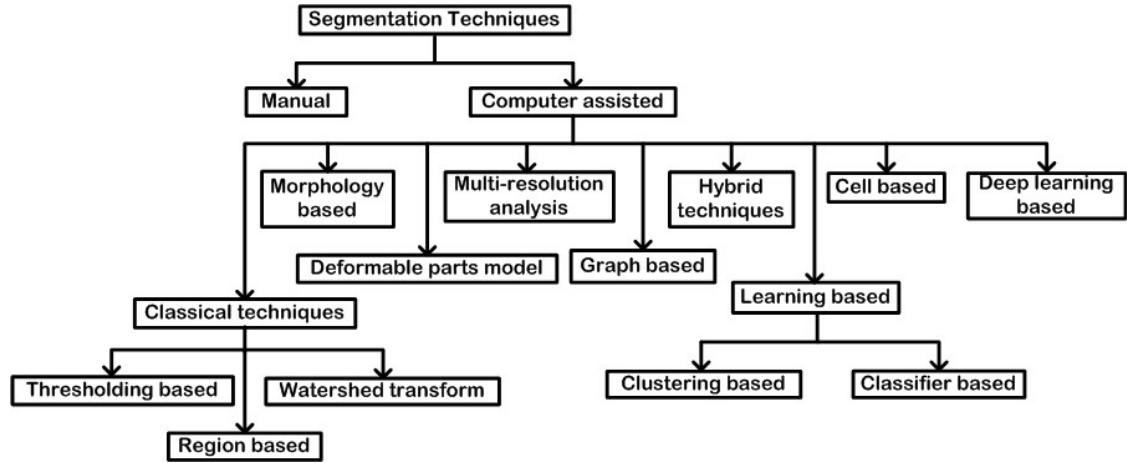 Segmentation Techniques
Manual
Computer assisted
Morphology
based
Multi-resolution
analysis
Hybrid
techniques
Cell based
Deep learning
based
Deformable parts model
Graph based
Classical techniques
Learning based
Thresholding based
Watershed transform
Clustering based
Classifier based
Region based